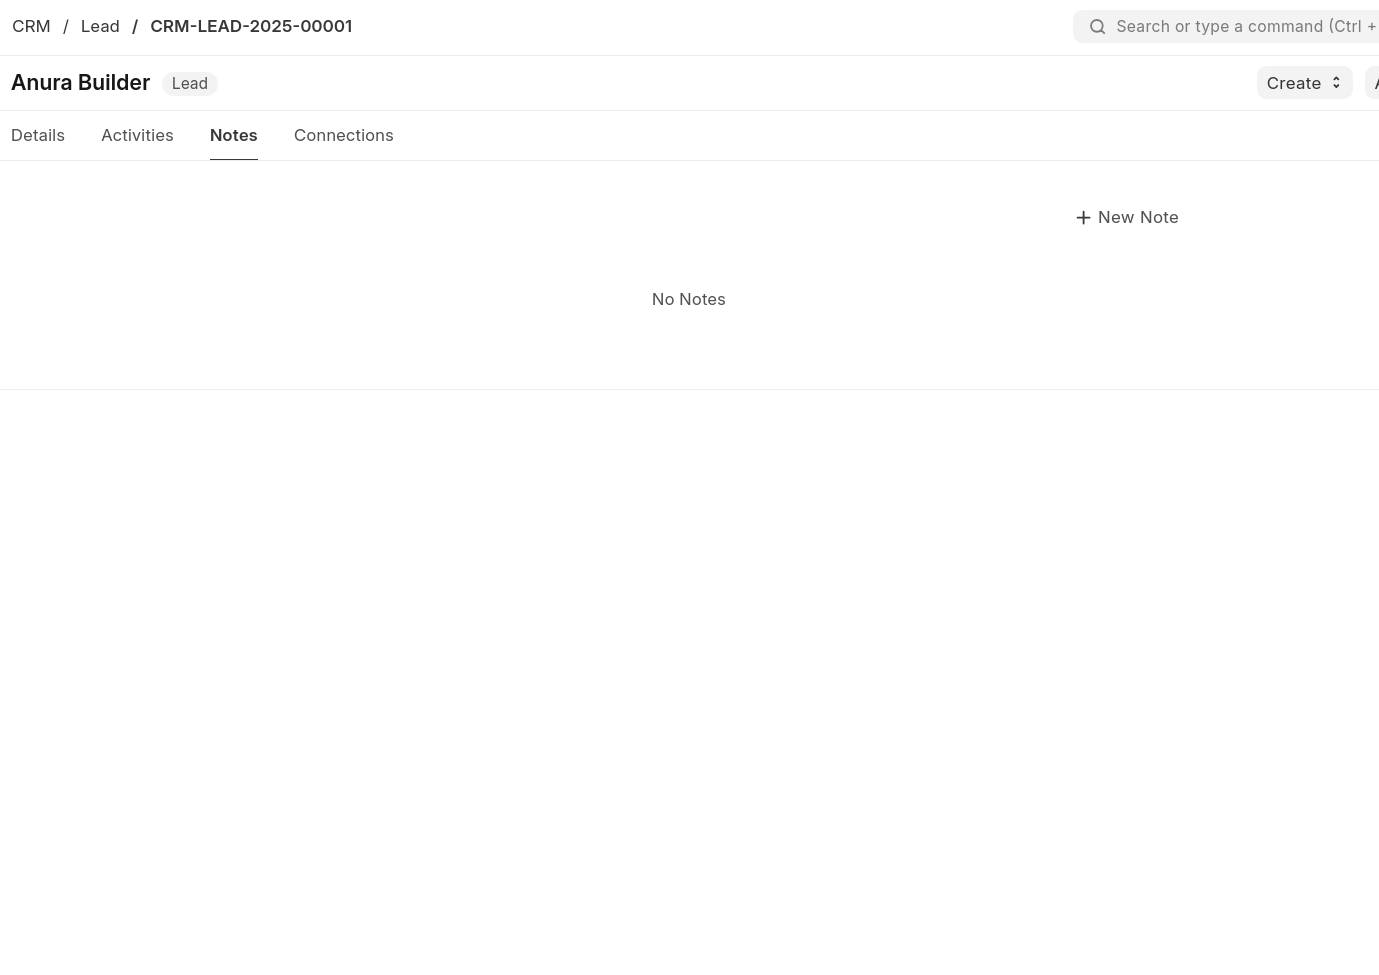 CRM / Lead / CRM-LEAD-2025-00001
Search or type a command (Ctrl +
Anura Builder Lead
Create
Details Activities Notes Connections
New Note
No Notes